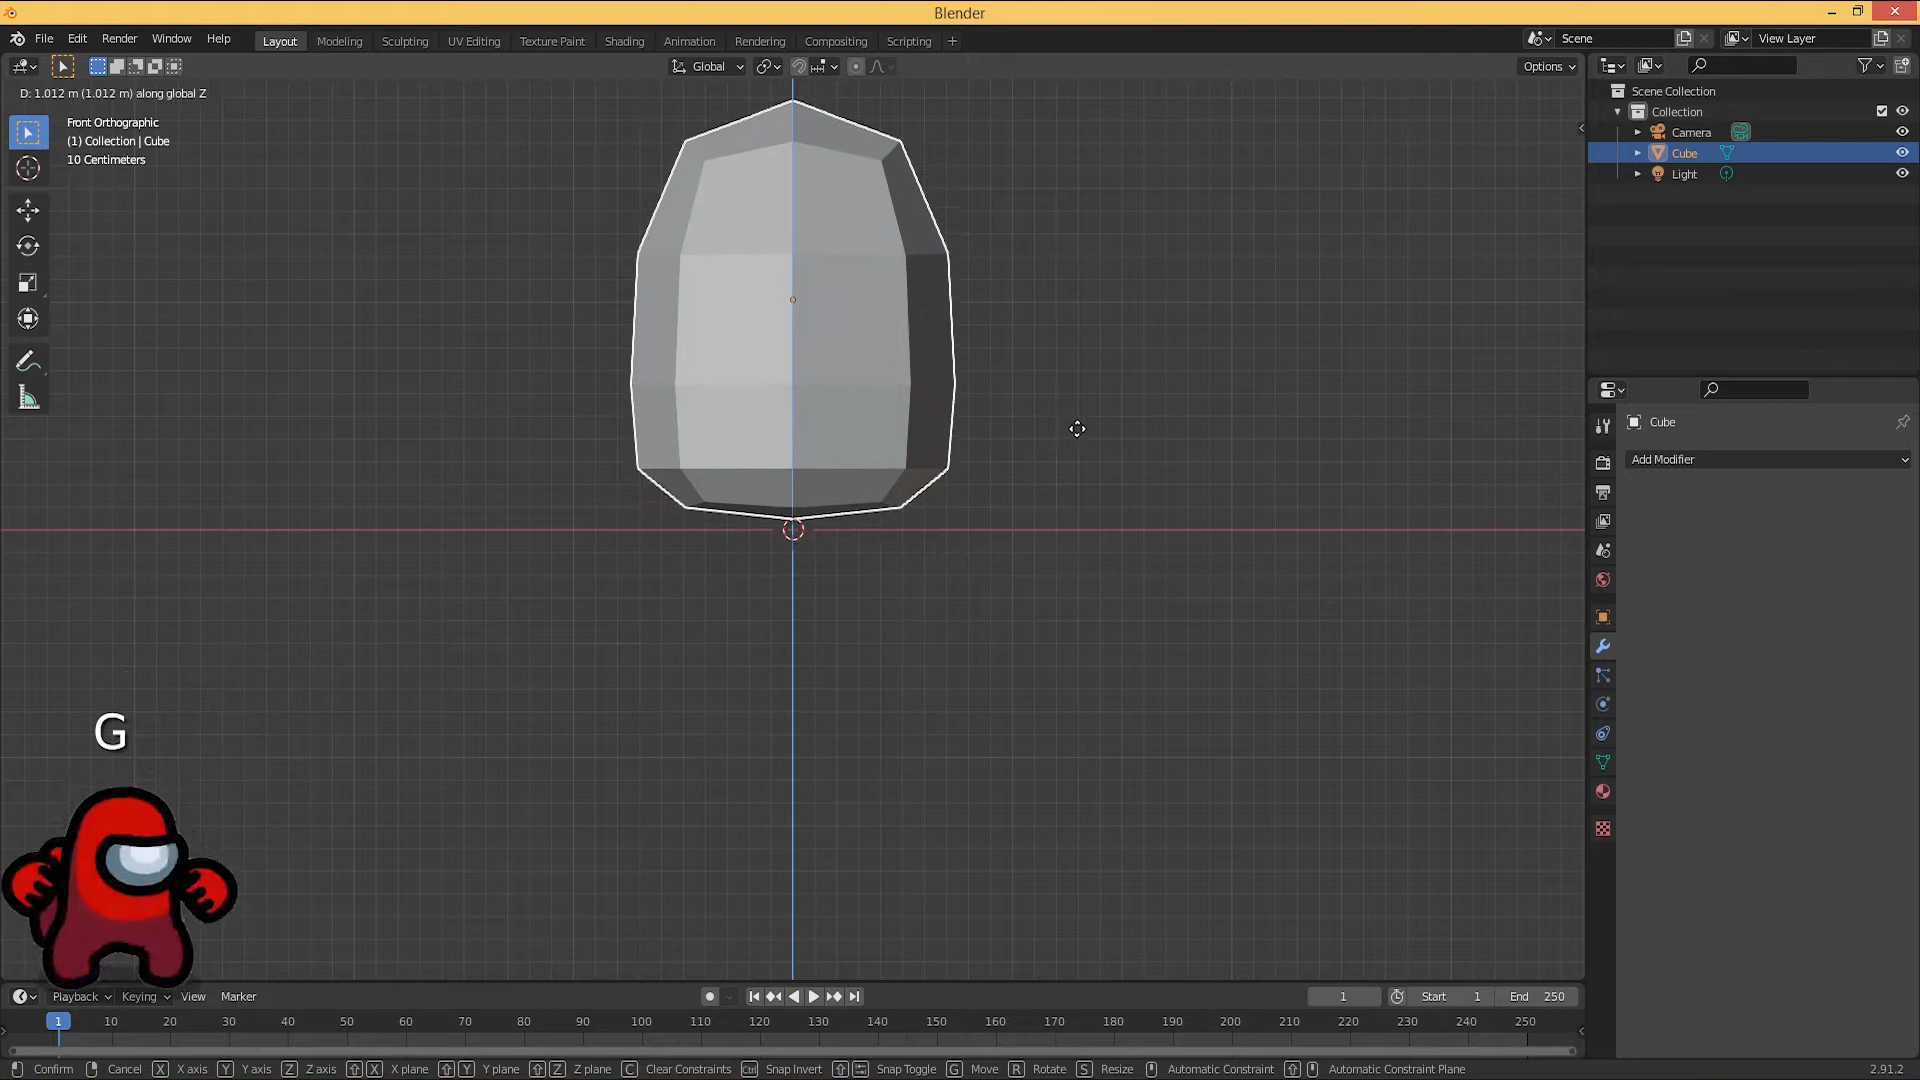 Blender
File Edit Render Window Help Layout Modeling Sculpting UV Editing Texture Paint Shading Animation Rendering Compositing Scripting + Scene View Layer
Global Options
D: 1.012 m (1.012 m) along global Z
Front Orthographic
(1) Collection | Cube
10 Centimeters
Scene Collection
Collection
Camera
Cube
Light
Cube
Add Modifier
G
Playback Keying View Marker 1 Start 1 End 250
1 10 20 30 40 50 60 70 80 90 100 110 120 130 140 150 160 170 180 190 200 210 220 230 240 250
Confirm Cancel X X axis Y Y axis Z Z axis X X plane Y Y plane Z Z plane C Clear Constraints Ctrl Snap Invert Snap Toggle G Move R Rotate S Resize Automatic Constraint Automatic Constraint Plane 2.91.2